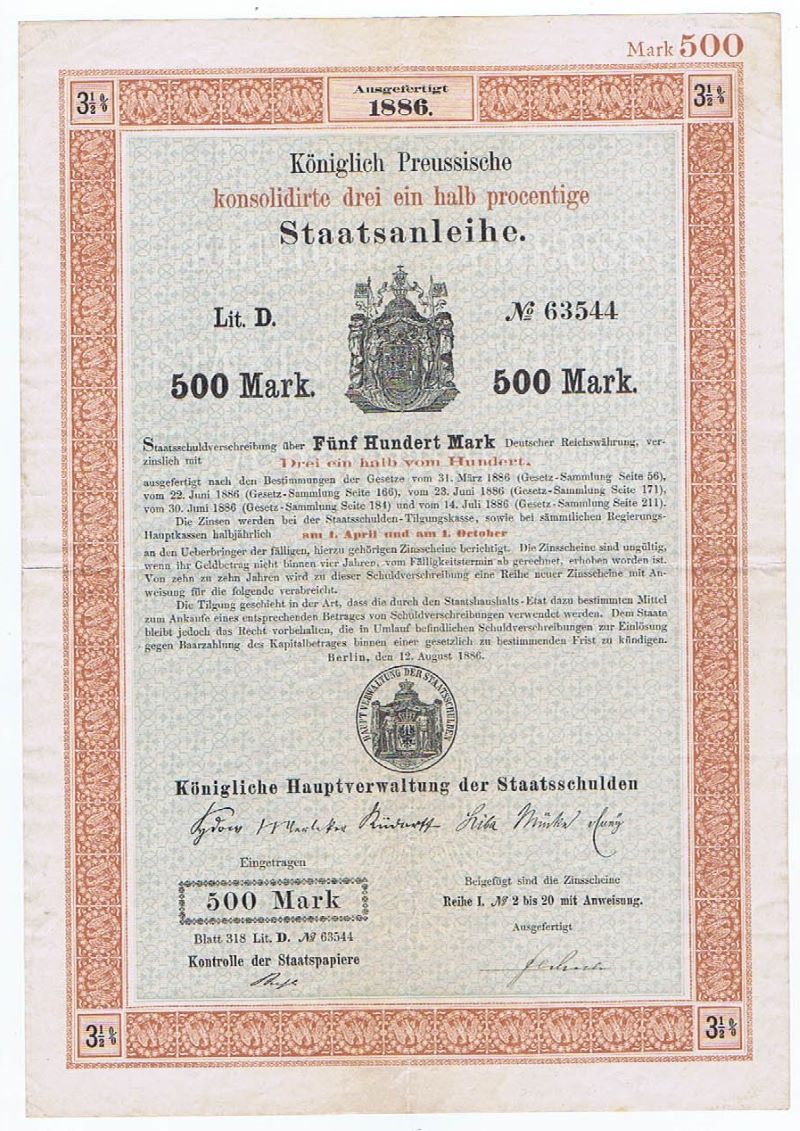 Mark 500
3½% Ausgefertigt 3½%
1886.
Königlich Preussische
konsolidirte drei ein halb procentige
Staatsanleihe.
Lit. D. № 63544
500 Mark. 500 Mark.
Staatsschuldverschreibung über Fünf Hundert Mark Deutscher Reichswährung, ver-
zinslich mit Drei ein halb vom Hundert,
ausgefertigt nach den Bestimmungen der Gesetze vom 31. März 1886 (Gesetz-Sammlung Seite 56),
vom 22. Juni 1886 (Gesetz-Sammlung Seite 166), vom 23. Juni 1886 (Gesetz-Sammlung Seite 171),
vom 30. Juni 1886 (Gesetz-Sammlung Seite 184) und vom 14. Juli 1886 (Gesetz-Sammlung Seite 211).
Die Zinsen werden bei der Staatsschulden-Tilgungskasse, sowie bei sämmtlichen Regierungs-
Hauptkassen halbjährlich am 1. April und am 1. October
an den Ueberbringer der fälligen, hierzu gehörigen Zinsscheine berichtigt. Die Zinsscheine sind ungültig,
wenn ihr Geldbetrag nicht binnen vier Jahren, vom Fälligkeitstermin ab gerechnet, erhoben worden ist.
Von zehn zu zehn Jahren wird zu dieser Schuldverschreibung eine Reihe neuer Zinsscheine mit An-
weisung für die folgende verabreicht.
Die Tilgung geschieht in der Art, dass die durch den Staatshaushalts-Etat dazu bestimmten Mittel
zum Ankaufe eines entsprechenden Betrages von Schuldverschreibungen verwendet werden. Dem Staate
bleibt jedoch das Recht vorbehalten, die in Umlauf befindlichen Schuldverschreibungen zur Einlösung
gegen Baarzahlung des Kapitalbetrages binnen einer gesetzlich zu bestimmenden Frist zu kündigen.
Berlin, den 12. August 1886.
HAUPTVERWALTUNG DER STAATSSCHULDEN
Königliche Hauptverwaltung der Staatsschulden
Sydow Merleker Rüdorff Mücke
Eingetragen
500 Mark
Blatt 318 Lit. D. № 63544
Kontrolle der Staatspapiere
Beigefügt sind die Zinsscheine
Reihe I. № 2 bis 20 mit Anweisung.
Ausgefertigt
3½% 3½%